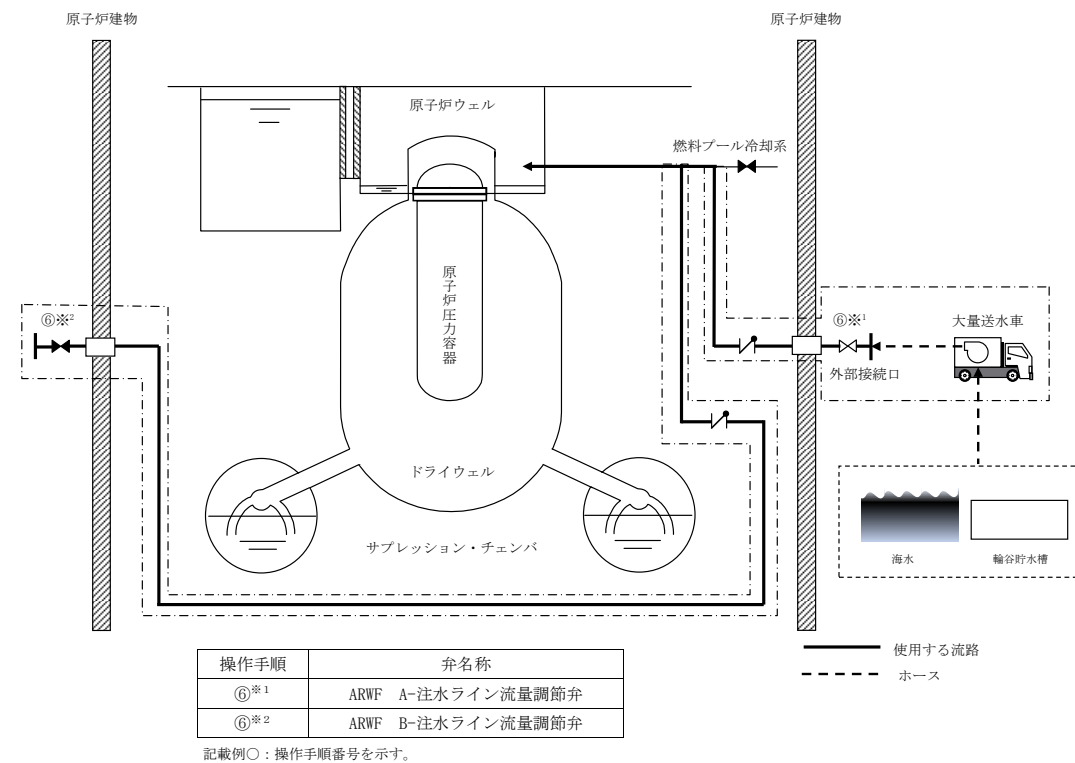 原子炉建物
原子炉建物
原子炉ウェル
燃料プール冷却系
原子炉圧力容器
⑥※2
⑥※1
大量送水車
外部接続口
ドライウェル
サプレッション・チェンバ
海水
輪谷貯水槽
使用する流路
ホース
操作手順 弁名称
⑥※1 ARWF A-注水ライン流量調節弁
⑥※2 ARWF B-注水ライン流量調節弁
記載例○：操作手順番号を示す。